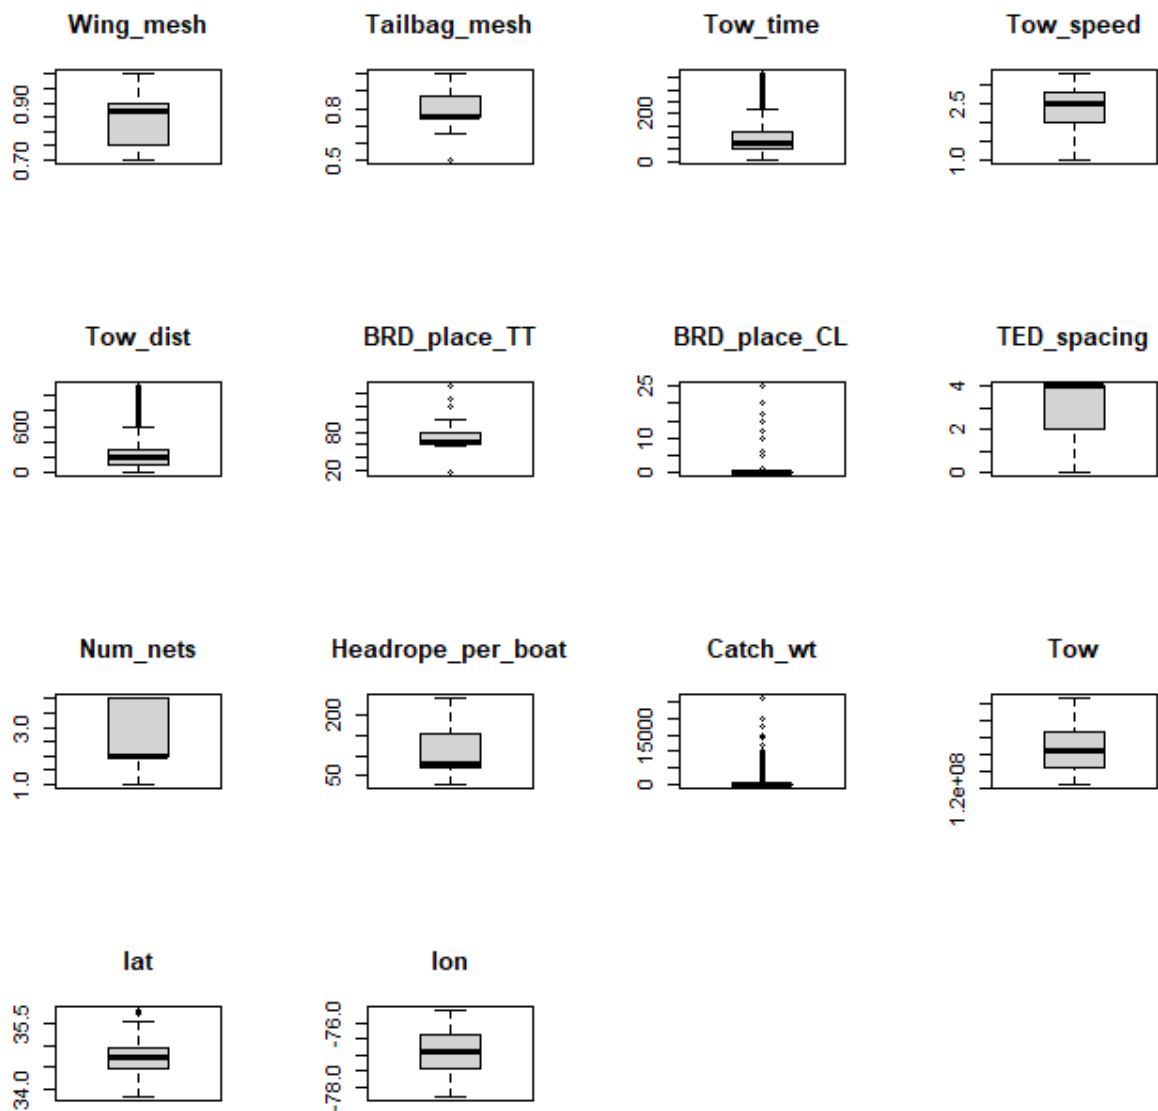 Wing_mesh Tailbag_mesh Tow_time Tow_speed
0.70 0.90 0.5 0.8 0 200 1.0 2.5
Tow_dist BRD_place_TT BRD_place_CL TED_spacing
0 600 20 80 0 10 25 0 2 4
Num_nets Headrope_per_boat Catch_wt Tow
1.0 3.0 50 200 0 15000 1.2e+08
lat lon
34.0 35.5 -78.0 -76.0